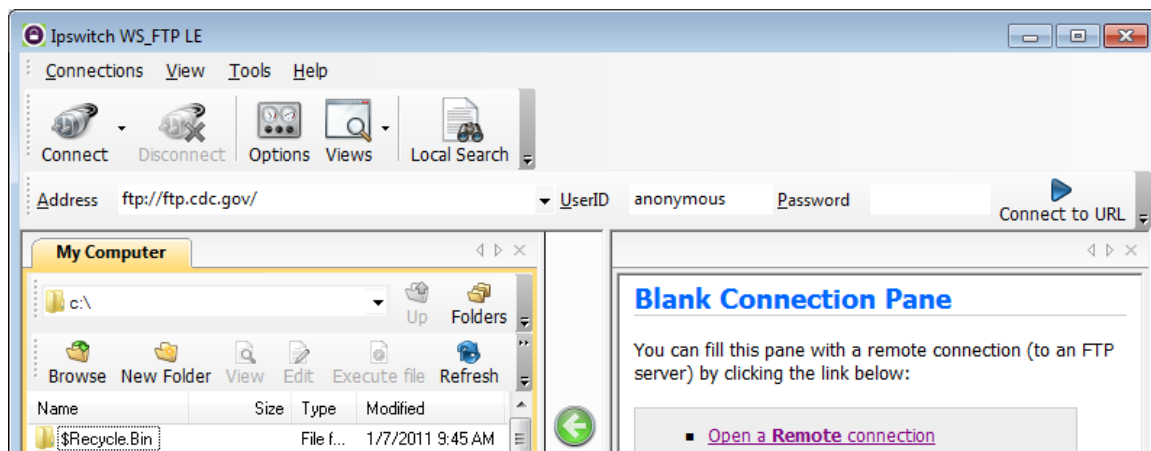 Ipswitch WS_FTP LE
Connections View Tools Help
Connect Disconnect Options Views Local Search
Address ftp://ftp.cdc.gov/ UserID anonymous Password Connect to URL
My Computer
c:\
Up Folders
Browse New Folder View Edit Execute file Refresh
Name Size Type Modified
$Recycle.Bin File f... 1/7/2011 9:45 AM
Blank Connection Pane
You can fill this pane with a remote connection (to an FTP
server) by clicking the link below:
Open a Remote connection